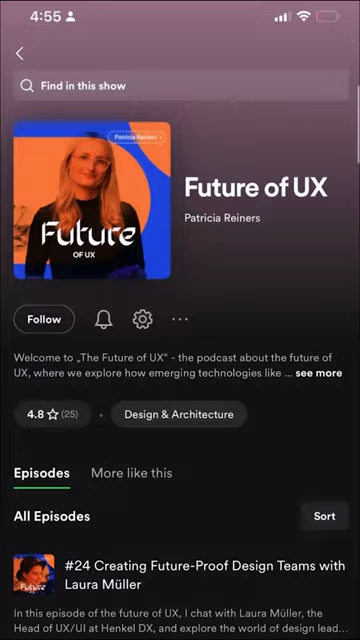 4:55
Find in this show
Patricia Reiners
Future
OF UX
Future of UX
Patricia Reiners
Follow
Welcome to „The Future of UX“ - the podcast about the future of
UX, where we explore how emerging technologies like ... see more
4.8 (25)
Design & Architecture
Episodes
More like this
All Episodes
Sort
Future
#24 Creating Future-Proof Design Teams with
Laura Müller
In this episode of the future of UX, I chat with Laura Müller, the
Head of UX/UI at Henkel DX, and explore the world of design lead...